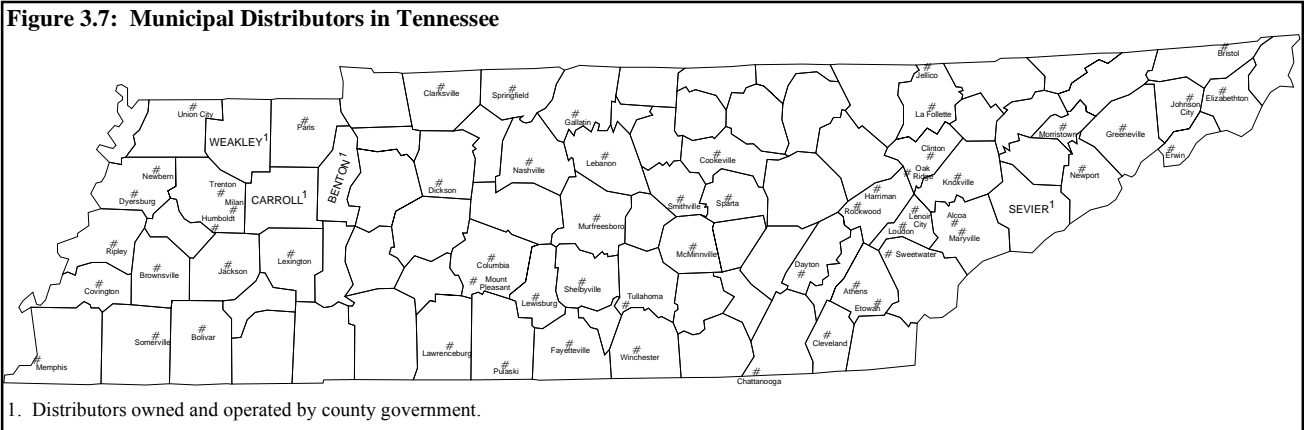 Figure 3.7: Municipal Distributors in Tennessee
#
Bristol
#
Jellico
#
Clarksville
#
Springfield
#
Union City
#
Johnson
City
#
Elizabethton
#
La Follette
#
Gallatin
#
Paris
#
Morristown
#
Greeneville
WEAKLEY1
#
Clinton
#
Erwin
#
Lebanon
#
Cookeville
#
Nashville
#
Newbern
#
Oak
Ridge
#
Knoxville
#
Newport
Trenton
#
#
Dickson
#
Harriman
BENTON1
#
Dyersburg
Milan
#
CARROLL1
#
Smithville
#
Sparta
#
Rockwood
SEVIER1
Humboldt
#
#
Lenoir
City
Alcoa
#
#
Murfreesboro
#
Loudon
#
Maryville
#
Ripley
#
McMinnville
#
Sweetwater
#
Lexington
#
Columbia
#
Jackson
#
Brownsville
Dayton
#
#
Covington
#
Mount
Pleasant
#
Shelbyville
#
Athens
#
Lewisburg
Tullahoma
#
Etowah
#
#
Somerville
#
Bolivar
#
Cleveland
#
Lawrenceburg
#
Fayetteville
#
Winchester
#
Memphis
#
Pulaski
#
Chattanooga
1. Distributors owned and operated by county government.